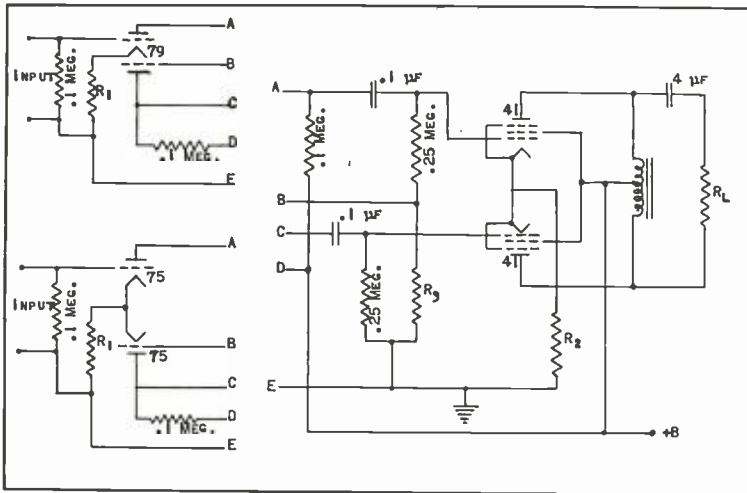 A
79
B
INPUT
.1 MEG.
R1
C
D
.1 MEG.
E
A
75
INPUT
.1 MEG.
R1
75
B
C
D
.1 MEG.
E
A
.1 µF
.1 MEG.
.25 MEG.
41
4 µF
B
C
.1 µF
RL
D
41
.25 MEG.
Rg
R2
E
+B